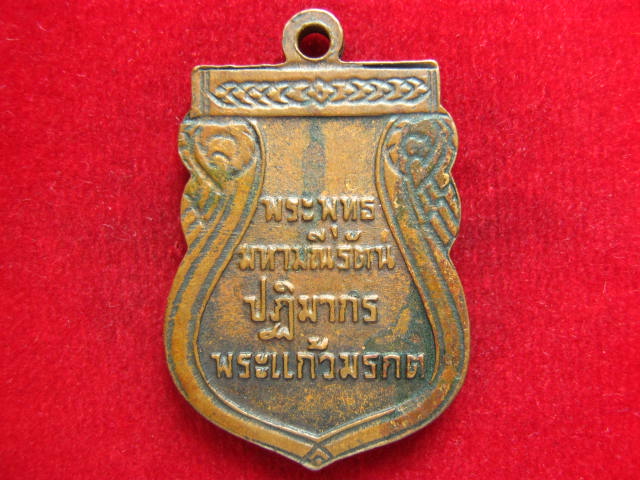 พระพุทธ
มหามณีรัตน
ปฏิมากร
พระแก้วมรกต